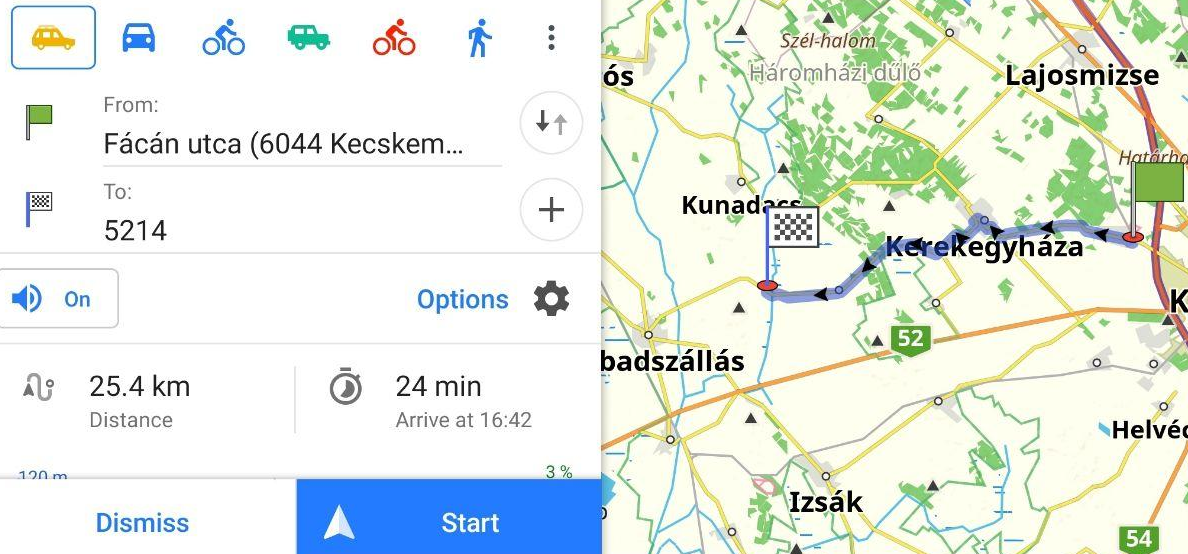 From:
Fácán utca (6044 Kecskem...
To:
5214
On
Options
25.4 km
Distance
24 min
Arrive at 16:42
120 m
3 %
Dismiss
Start
Szél-halom
Háromházi dűlő
ós
Lajosmizse
Határha
Kunadacs
Kerekegyháza
K
52
badszállás
Helvéc
Izsák
54